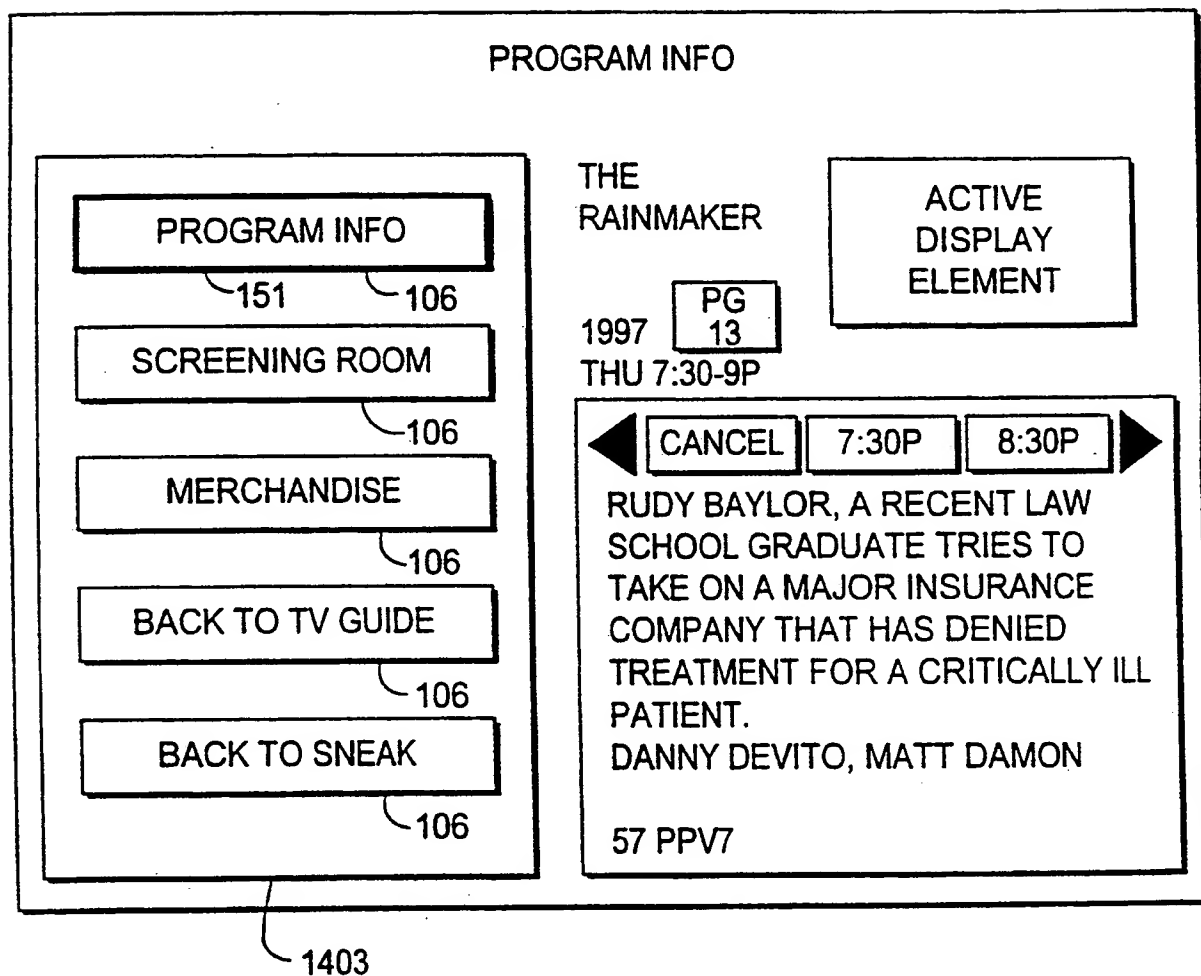 PROGRAM INFO
PROGRAM INFO
151
106
SCREENING ROOM
106
MERCHANDISE
106
BACK TO TV GUIDE
106
BACK TO SNEAK
106
1403
THE
RAINMAKER
1997
PG
13
THU 7:30-9P
ACTIVE
DISPLAY
ELEMENT
CANCEL 7:30P 8:30P
RUDY BAYLOR, A RECENT LAW
SCHOOL GRADUATE TRIES TO
TAKE ON A MAJOR INSURANCE
COMPANY THAT HAS DENIED
TREATMENT FOR A CRITICALLY ILL
PATIENT.
DANNY DEVITO, MATT DAMON
57 PPV7